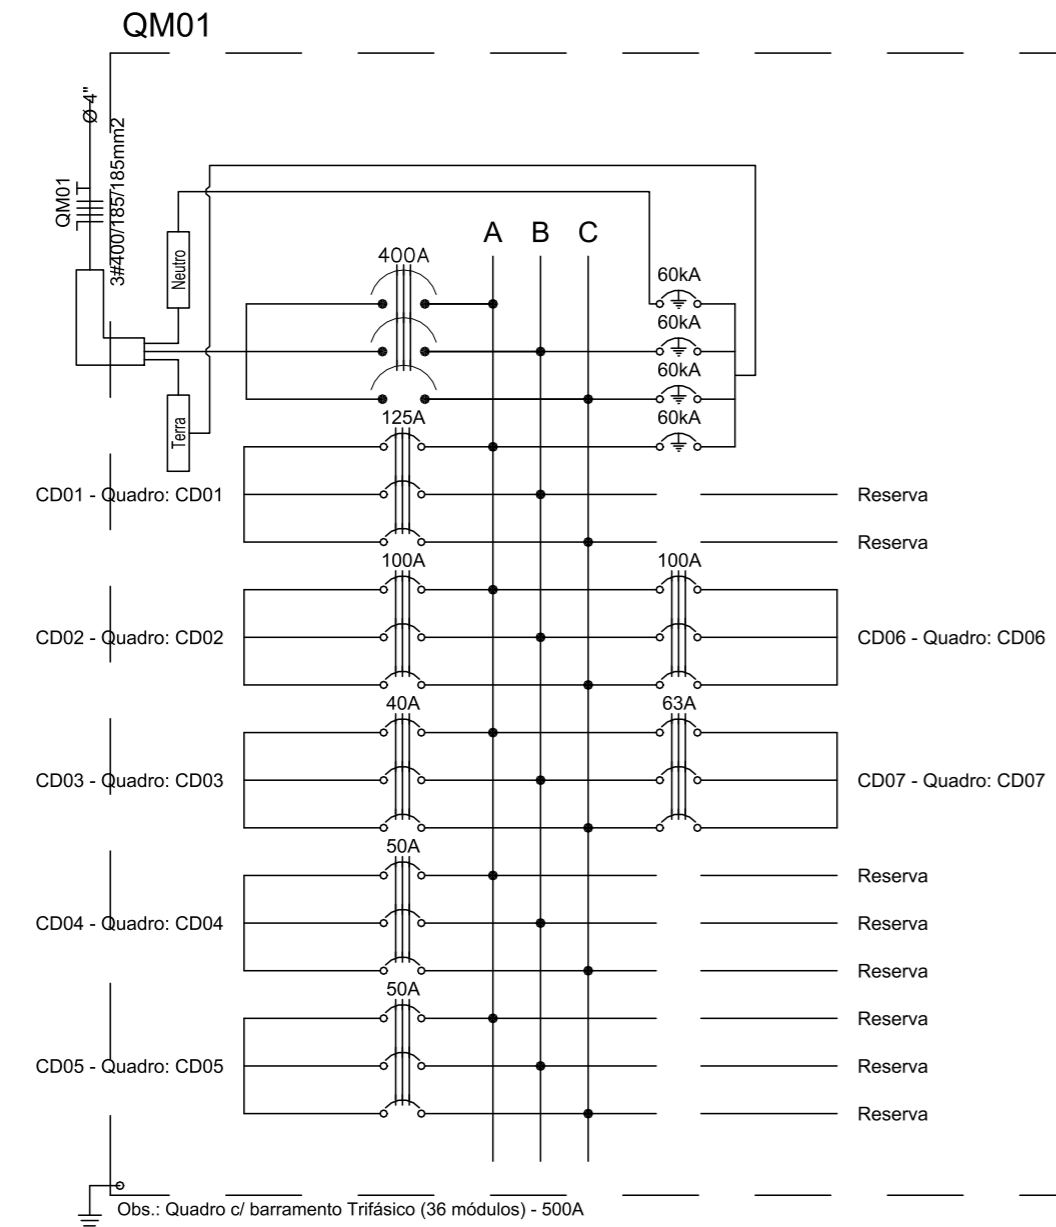 QM01
Ø 4"
QM01
3#400/185/185mm2
Neutro
Terra
A B C
400A
60kA
60kA
60kA
60kA
125A
CD01 - Quadro: CD01
Reserva
Reserva
100A 100A
CD02 - Quadro: CD02
CD06 - Quadro: CD06
40A 63A
CD03 - Quadro: CD03
CD07 - Quadro: CD07
50A
Reserva
CD04 - Quadro: CD04
Reserva
Reserva
50A
Reserva
CD05 - Quadro: CD05
Reserva
Reserva
Obs.: Quadro c/ barramento Trifásico (36 módulos) - 500A